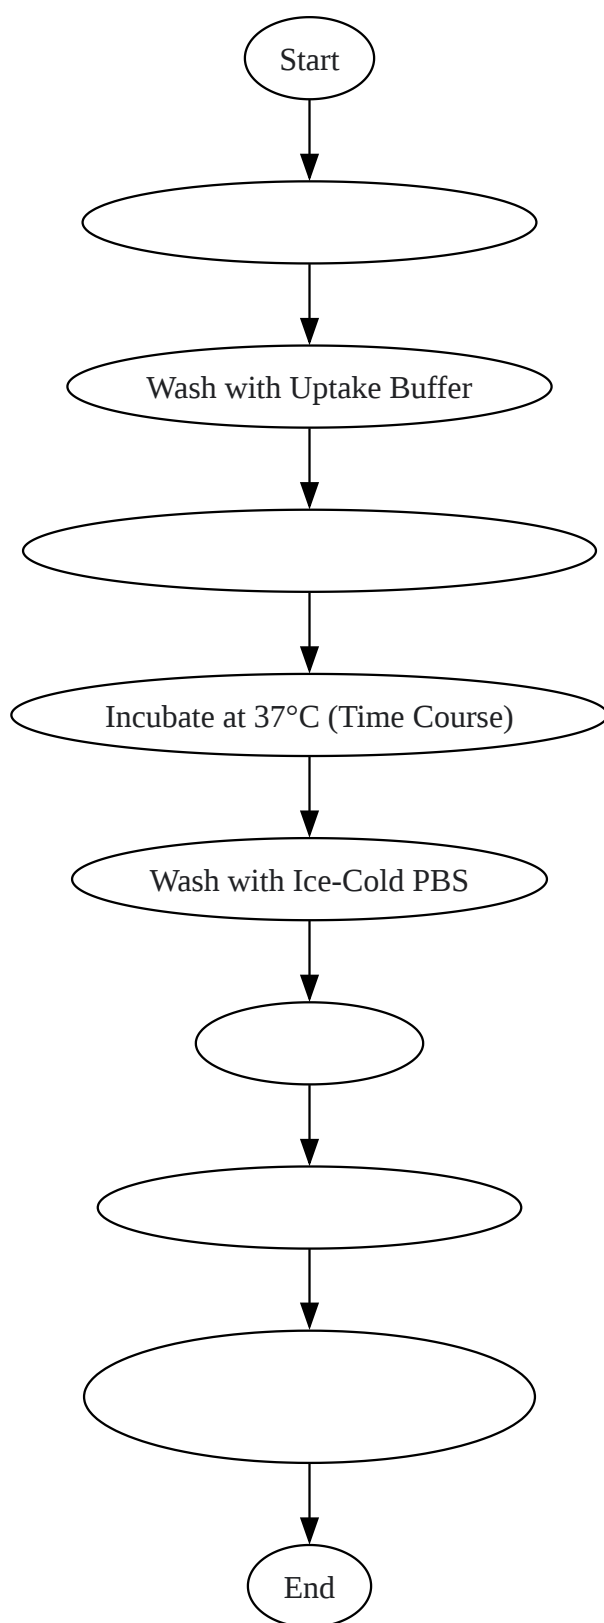 Start
Wash with Uptake Buffer
Incubate at 37°C (Time Course)
Wash with Ice-Cold PBS
End